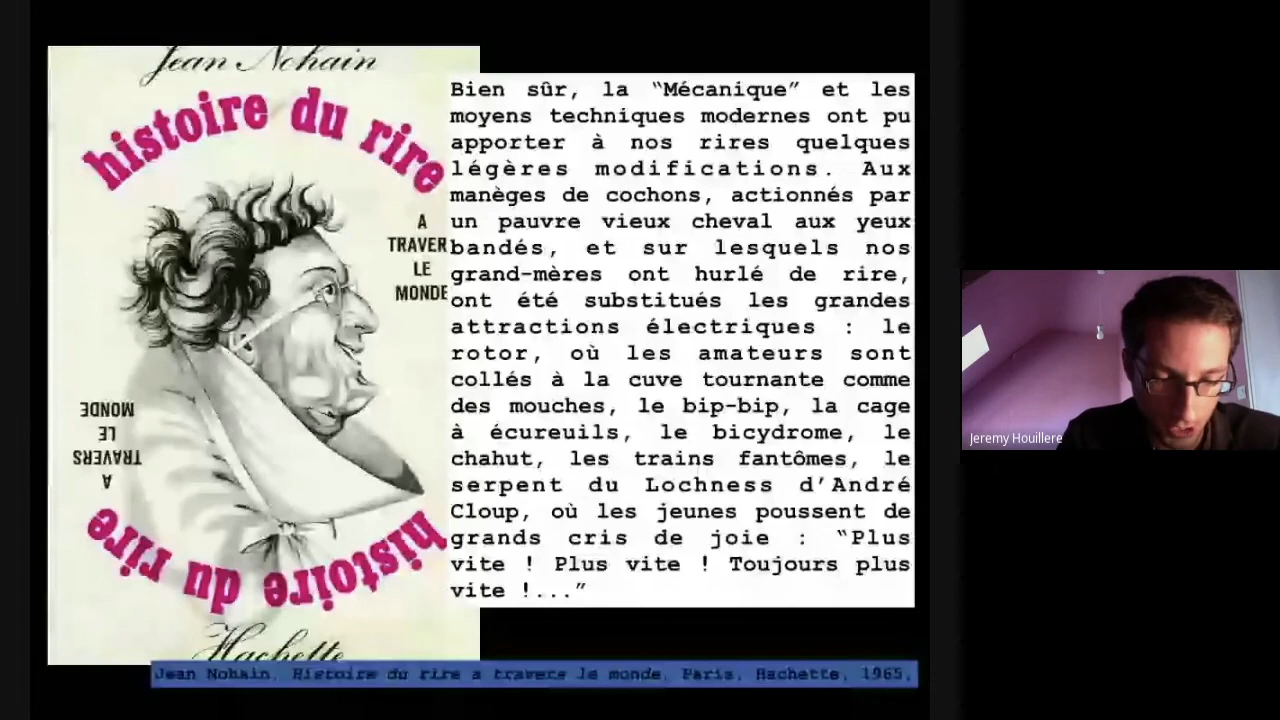 Jean Nohain
histoire du rire
A
TRAVER
LE
MONDE
A
TRAVERS
LE
MONDE
histoire du rire
Hachette
Bien sûr, la “Mécanique” et les
moyens techniques modernes ont pu
apporter à nos rires quelques
légères modifications. Aux
manèges de cochons, actionnés par
un pauvre vieux cheval aux yeux
bandés, et sur lesquels nos
grand-mères ont hurlé de rire,
ont été substitués les grandes
attractions électriques : le
rotor, où les amateurs sont
collés à la cuve tournante comme
des mouches, le bip-bip, la cage
à écureuils, le bicydrome, le
chahut, les trains fantômes, le
serpent du Lochness d’André
Cloup, où les jeunes poussent de
grands cris de joie : “Plus
vite ! Plus vite ! Toujours plus
vite !...”
Jean Nohain, Histoire du rire a travers le monde, Paris, Hachette, 1965,
Jeremy Houillere